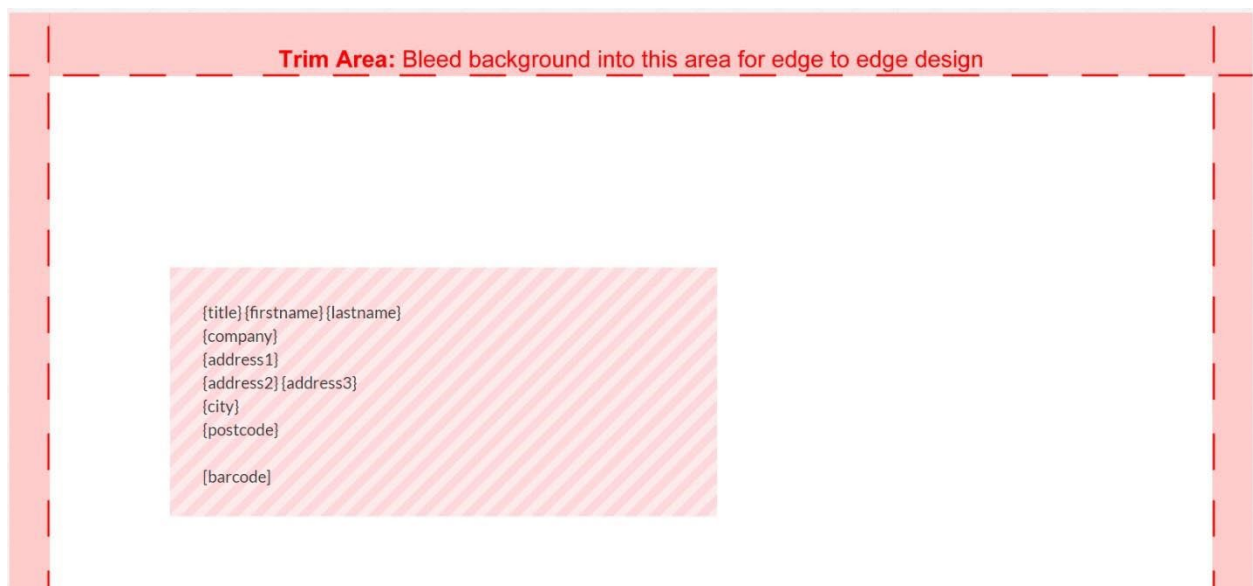 Trim Area: Bleed background into this area for edge to edge design
{title} {firstname} {lastname}
{company}
{address1}
{address2} {address3}
{city}
{postcode}
[barcode]